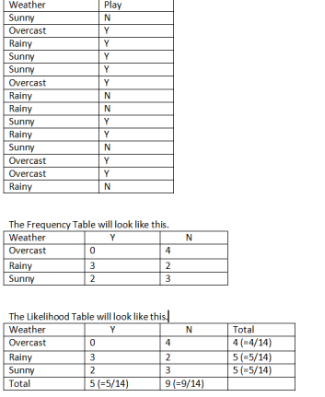 Weather Play
Sunny N
Overcast Y
Rainy Y
Sunny Y
Sunny Y
Overcast Y
Rainy N
Rainy N
Sunny Y
Rainy Y
Sunny N
Overcast Y
Overcast Y
Rainy N
The Frequency Table will look like this.
Weather Y N
Overcast 0 4
Rainy 3 2
Sunny 2 3
The Likelihood Table will look like this.
Weather Y N Total
Overcast 0 4 4 (=4/14)
Rainy 3 2 5 (=5/14)
Sunny 2 3 5 (=5/14)
Total 5 (=5/14) 9 (=9/14)